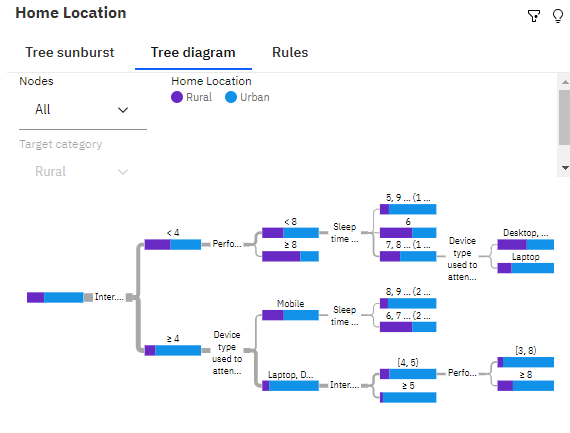 Home Location
Tree sunburst
Tree diagram
Rules
Nodes
Home Location
All
Rural
Urban
Target category
Rural
5, 9 ... (1 ...
< 4
< 8
6
Perfo...
Sleep
time ...
≥ 8
7, 8 ... (1 ...
Device
type
used to
atten...
Desktop, ...
Laptop
Inter....
Mobile
8, 9 ... (2 ...
Sleep
time ...
≥ 4
Device
type
used to
atten...
6, 7 ... (2 ...
Laptop, D...
Inter....
[4, 5)
Perfo...
[3, 8)
≥ 5
≥ 8